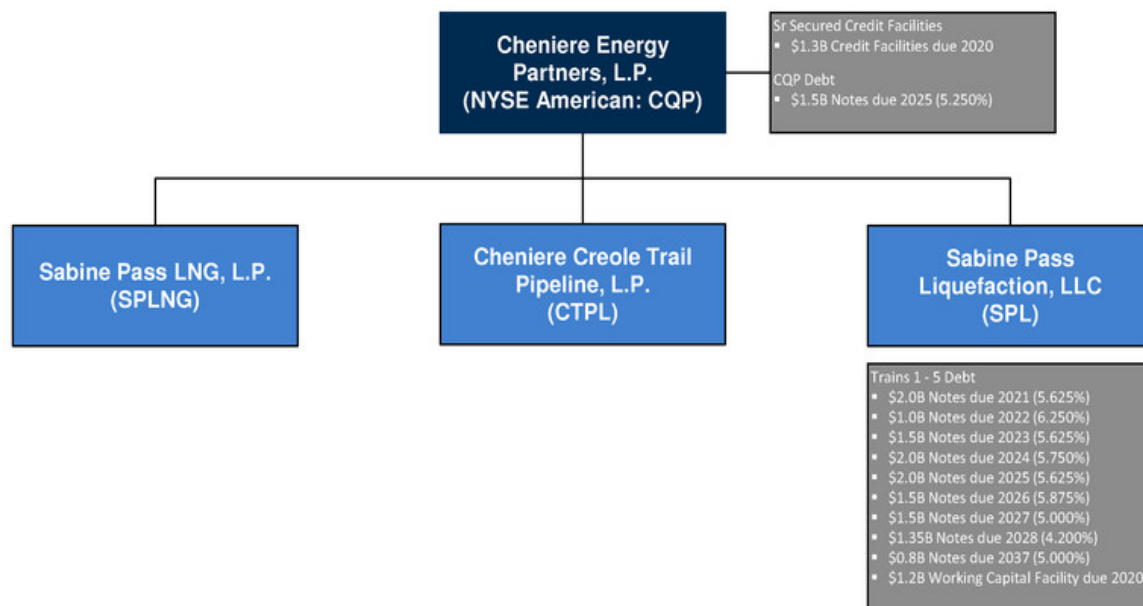 Cheniere Energy
Partners, L.P.
(NYSE American: CQP)
Sr Secured Credit Facilities
▪ $1.3B Credit Facilities due 2020
CQP Debt
▪ $1.5B Notes due 2025 (5.250%)
Sabine Pass LNG, L.P.
(SPLNG)
Cheniere Creole Trail
Pipeline, L.P.
(CTPL)
Sabine Pass
Liquefaction, LLC
(SPL)
Trains 1 - 5 Debt
▪ $2.0B Notes due 2021 (5.625%)
▪ $1.0B Notes due 2022 (6.250%)
▪ $1.5B Notes due 2023 (5.625%)
▪ $2.0B Notes due 2024 (5.750%)
▪ $2.0B Notes due 2025 (5.625%)
▪ $1.5B Notes due 2026 (5.875%)
▪ $1.5B Notes due 2027 (5.000%)
▪ $1.35B Notes due 2028 (4.200%)
▪ $0.8B Notes due 2037 (5.000%)
▪ $1.2B Working Capital Facility due 2020